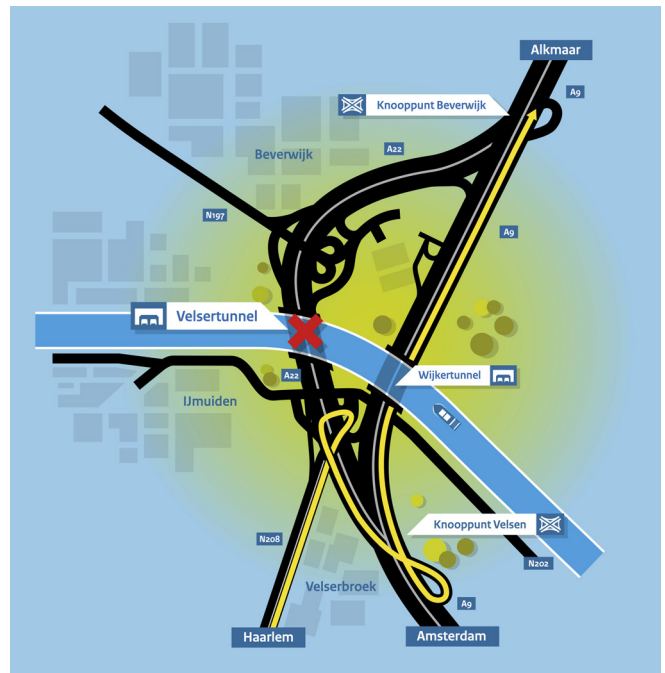 Alkmaar
A9
Knooppunt Beverwijk
A22
Beverwijk
N197
A9
Velsertunnel
Wijkertunnel
A22
IJmuiden
Knooppunt Velsen
N208
N202
Velserbroek
A9
Haarlem
Amsterdam